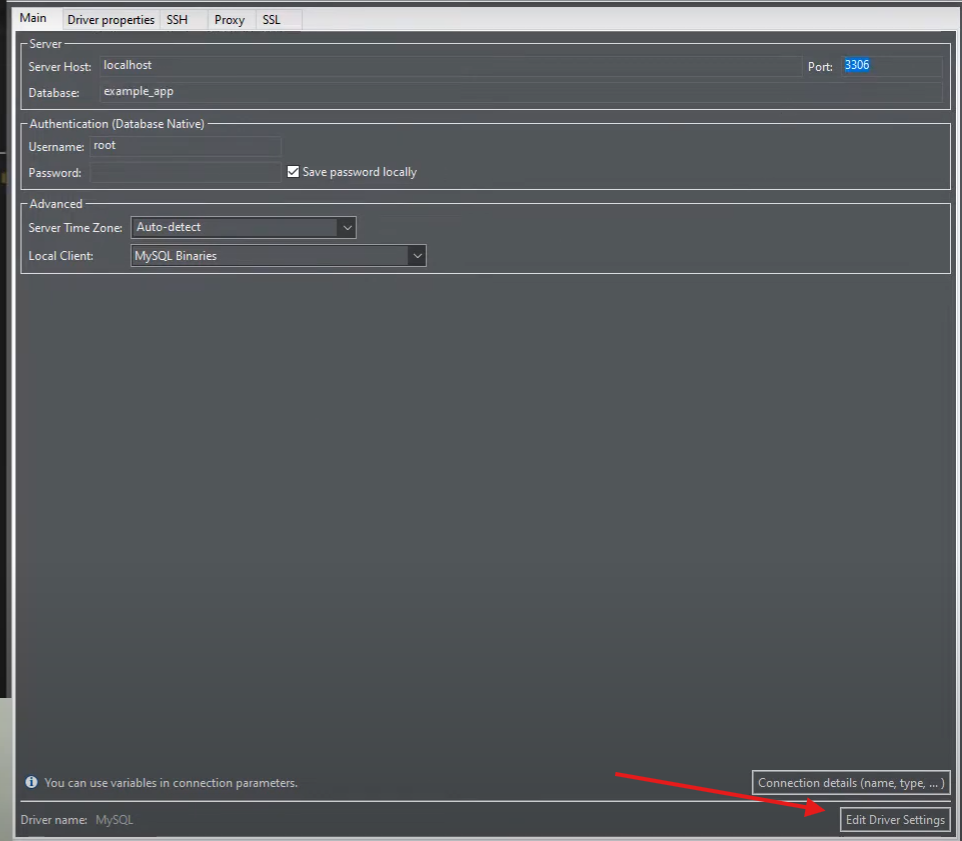 Main Driver properties SSH Proxy SSL
Server
Server Host: localhost Port: 3306
Database: example_app
Authentication (Database Native)
Username: root
Password: Save password locally
Advanced
Server Time Zone: Auto-detect
Local Client: MySQL Binaries
You can use variables in connection parameters.
Connection details (name, type, ... )
Driver name: MySQL
Edit Driver Settings